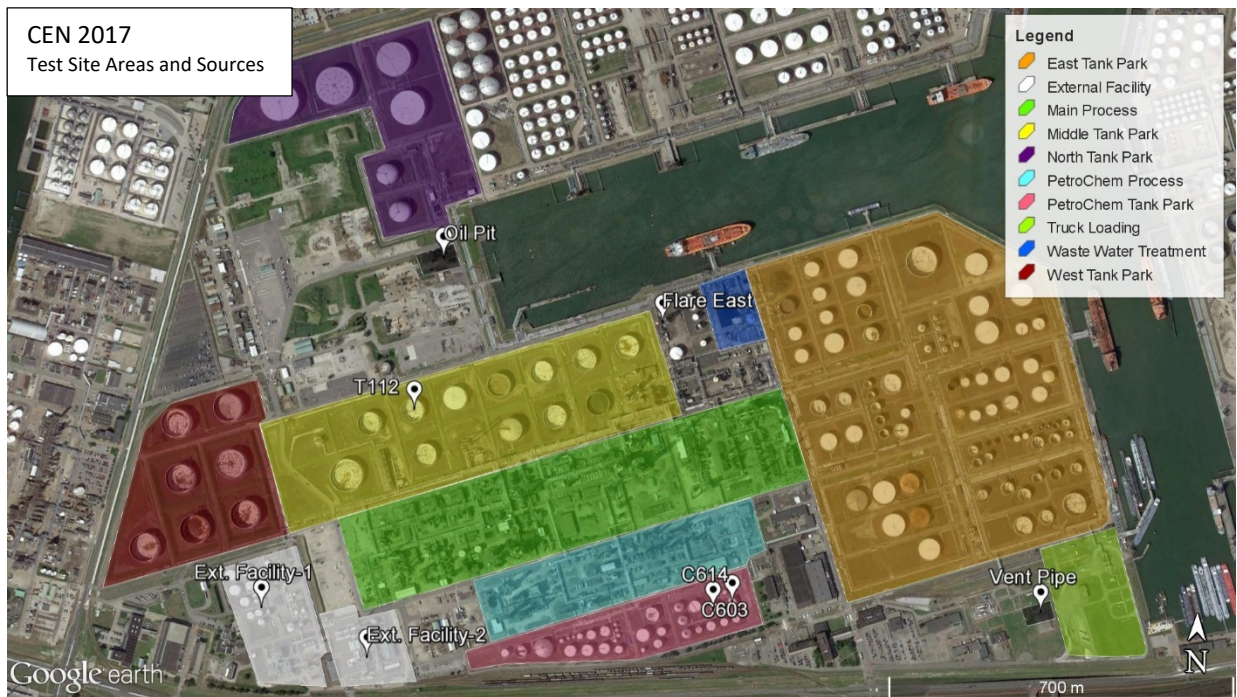 CEN 2017
Test Site Areas and Sources
Legend
East Tank Park
External Facility
Main Process
Middle Tank Park
North Tank Park
PetroChem Process
PetroChem Tank Park
Truck Loading
Waste Water Treatment
West Tank Park
Oil Pit
Flare East
T112
Ext. Facility-1
C614
C603
Vent Pipe
Ext. Facility-2
N
Google earth
700 m